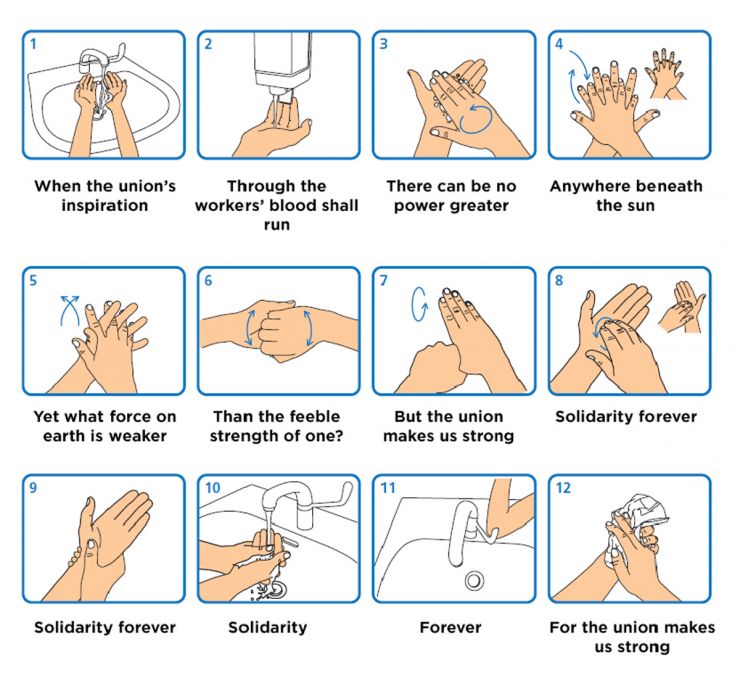 1
2
3
4
When the union's
inspiration
Through the
workers' blood shall
run
There can be no
power greater
Anywhere beneath
the sun
5
6
7
8
Yet what force on
earth is weaker
Than the feeble
strength of one?
But the union
makes us strong
Solidarity forever
9
10
11
12
Solidarity forever
Solidarity
Forever
For the union makes
us strong